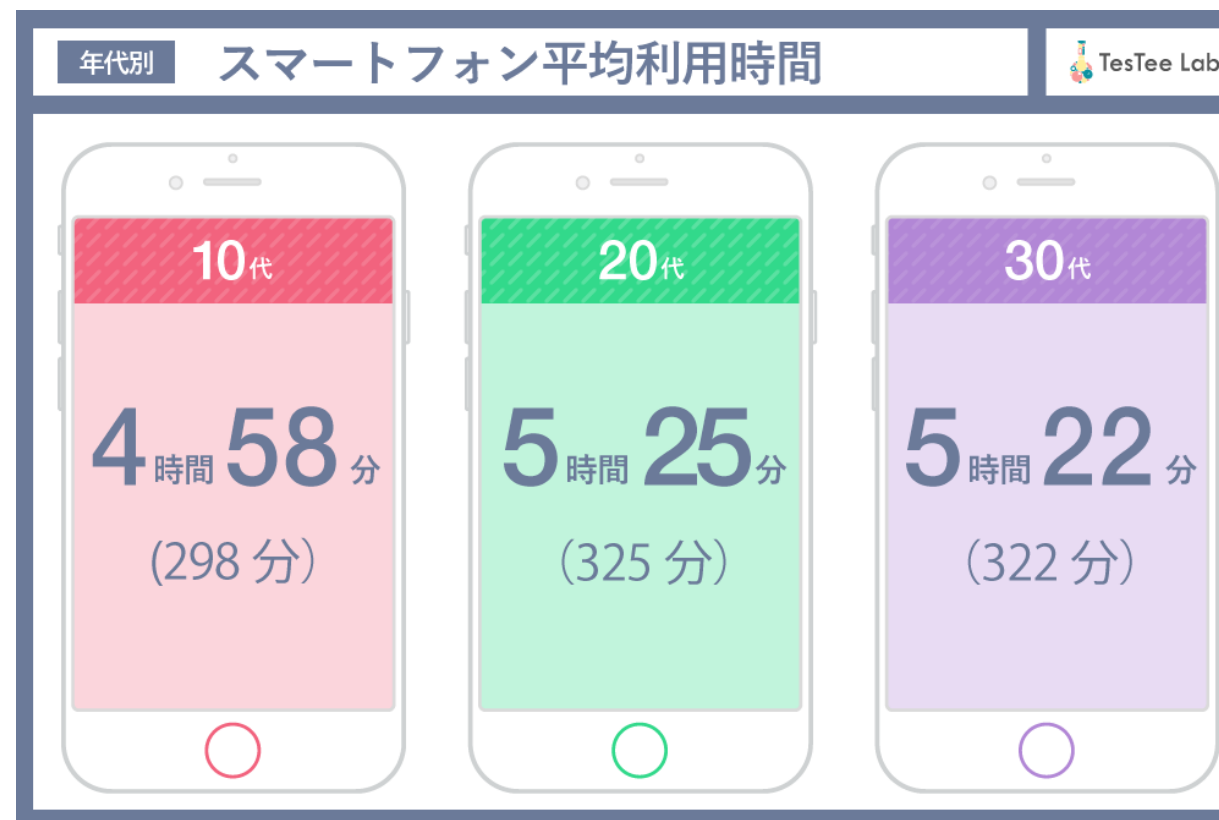 年代別 スマートフォン平均利用時間
TesTee Lab
10代
4時間58分
(298分)
20代
5時間25分
(325分)
30代
5時間22分
(322分)